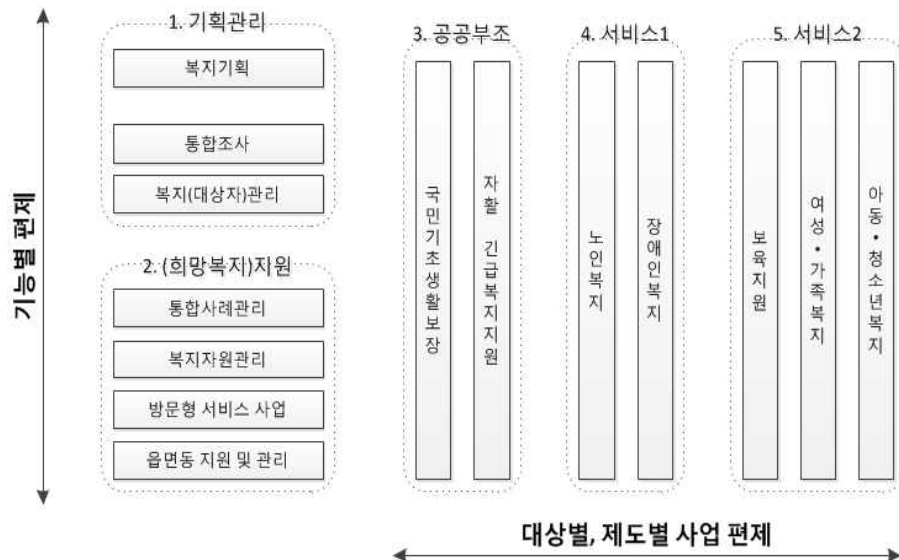 기능별 편제
1. 기획관리
복지기획
통합조사
복지(대상자)관리
2. (희망복지)지원
통합사례관리
복지자원관리
방문형 서비스 사업
읍면동 지원 및 관리
3. 공공부조
국민기초생활보장
자활 긴급복지지원
4. 서비스1
노인복지
장애인복지
5. 서비스2
보육지원
여성・가족복지
아동・청소년복지
대상별, 제도별 사업 편제